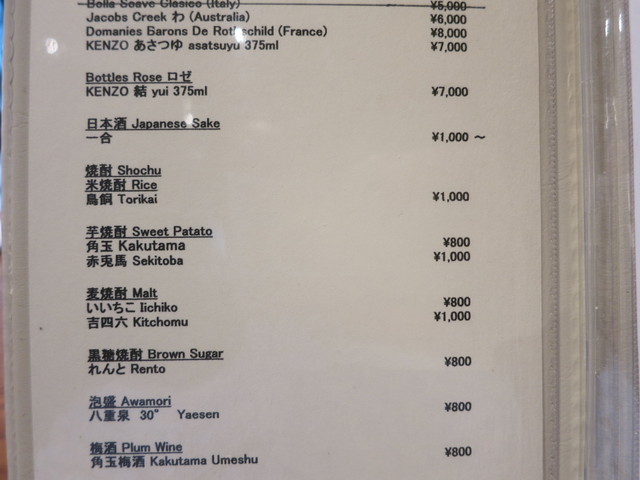 Bolla Soave Clasico (Italy) ¥5,000
Jacobs Creek わ (Australia) ¥6,000
Domanies Barons De Rothschild (France) ¥8,000
KENZO あさつゆ asatsuyu 375ml ¥7,000
Bottles Rose ロゼ
KENZO 結 yui 375ml ¥7,000
日本酒 Japanese Sake
一合 ¥1,000 ～
焼酎 Shochu
米焼酎 Rice
鳥飼 Torikai ¥1,000
芋焼酎 Sweet Patato
角玉 Kakutama ¥800
赤兎馬 Sekitoba ¥1,000
麦焼酎 Malt
いいちこ Iichiko ¥800
吉四六 Kitchomu ¥1,000
黒糖焼酎 Brown Sugar
れんと Rento ¥800
泡盛 Awamori
八重泉 30” Yaesen ¥800
梅酒 Plum Wine
角玉梅酒 Kakutama Umeshu ¥800